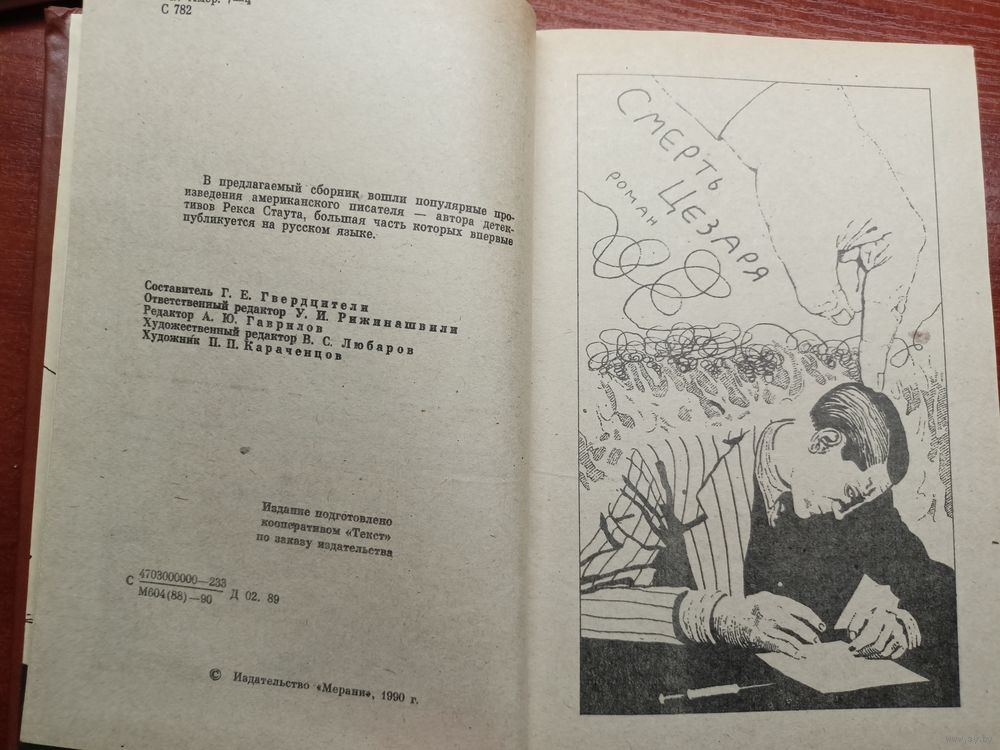 С 782
В предлагаемый сборник вошли популярные про-
изведения американского писателя — автора детек-
тивов Рекса Стаута, большая часть которых впервые
публикуется на русском языке.
Составитель Г. Е. Гвердцители
Ответственный редактор У. И. Рижинашвили
Редактор А. Ю. Гаврилов
Художественный редактор В. С. Любаров
Художник П. П. Караченцов
Издание подготовлено
кооперативом «Текст»
по заказу издательства
С 4703000000—233
М604(88)—90 Д 02. 89
© Издательство «Мерани», 1990 г.
СМЕРТЬ
ЦЕЗАРЯ
РОМАН